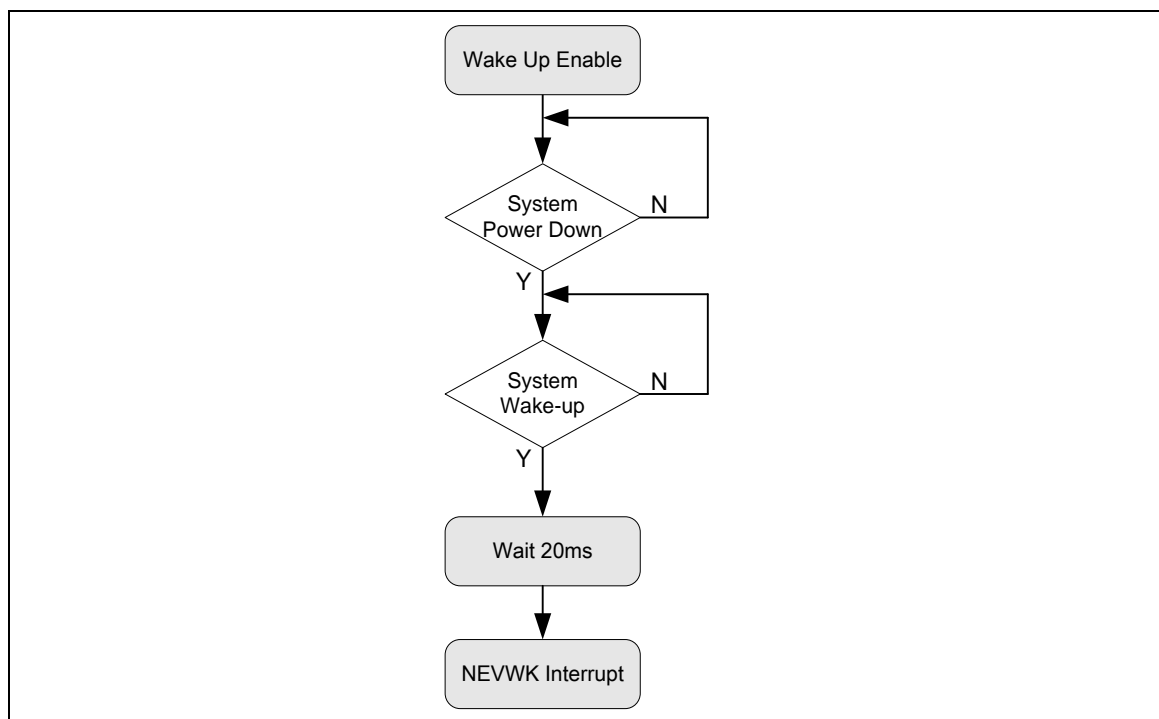 Wake Up Enable
System
Power Down
N
Y
System
Wake-up
N
Y
Wait 20ms
NEVWK Interrupt